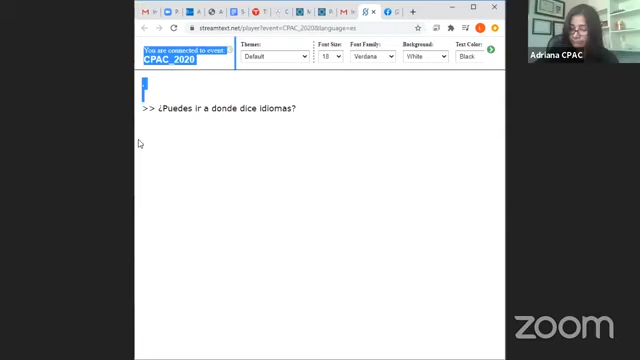 streamtext.net/player?event=CPAC_2020&language=es
You are connected to event
CPAC_2020
Themes:
Default
Font Size:
18
Font Family:
Verdana
Background:
White
Text Color:
Black
>> ¿Puedes ir a donde dice idiomas?
Adriana CPAC
zoom